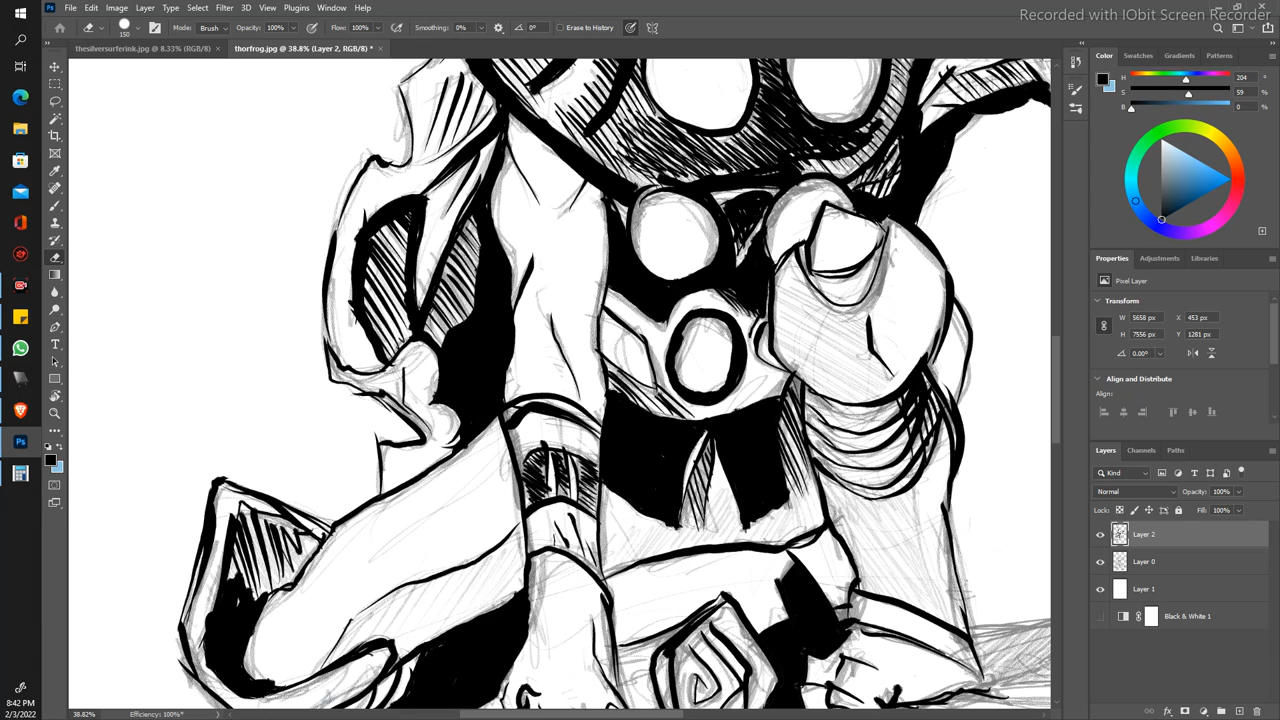 Recorded with IObit Screen Recorder
Ps File Edit Image Layer Type Select Filter 3D View Plugins Window Help
150 Mode: Brush Opacity: 100% Flow: 100% Smoothing: 0% 0° Erase to History
thesilversurferink.jpg @ 8.33% (RGB/8) × thorfrog.jpg @ 38.8% (Layer 2, RGB/8) * ×
Color Swatches Gradients Patterns
H 204 °
S 59 %
B 0 %
Properties Adjustments Libraries
Pixel Layer
Transform
W 5658 px X 453 px
H 7556 px Y 1281 px
0.00°
Align and Distribute
Align:
Layers Channels Paths
Kind
Normal Opacity: 100%
Lock: Fill: 100%
Layer 2
Layer 0
Layer 1
Black & White 1
Ps
8:42 PM
2/3/2022
38.82% Efficiency: 100%*